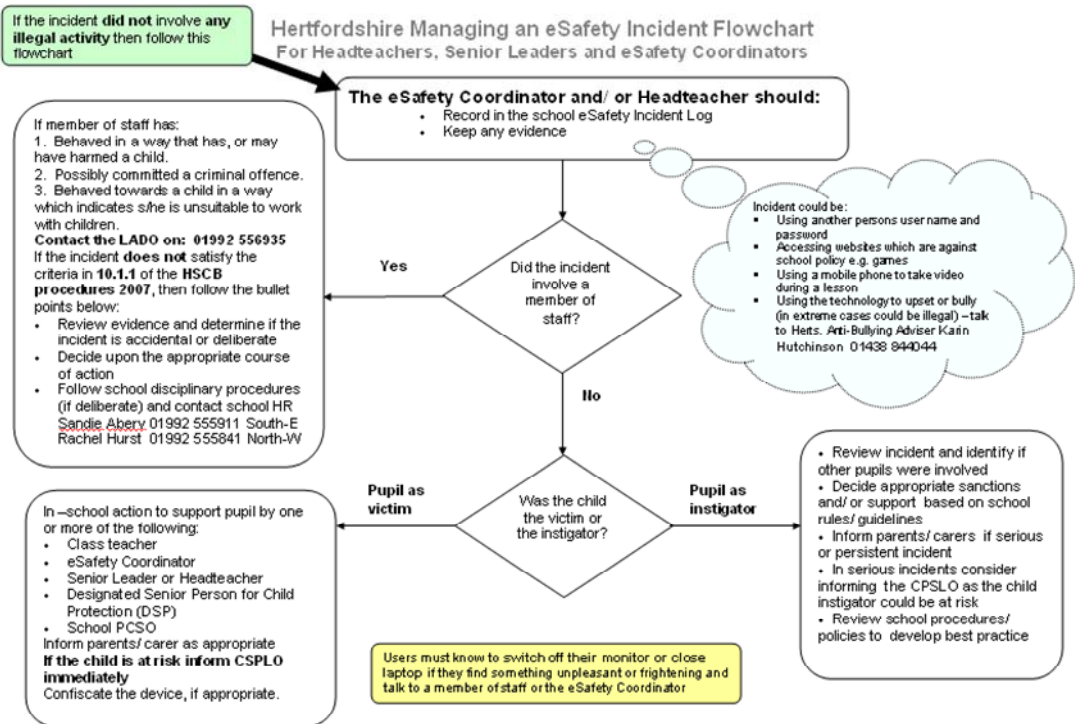 If the incident did not involve any
illegal activity then follow this
flowchart
Hertfordshire Managing an eSafety Incident Flowchart
For Headteachers, Senior Leaders and eSafety Coordinators
The eSafety Coordinator and/ or Headteacher should:
• Record in the school eSafety Incident Log
• Keep any evidence
If member of staff has:
1. Behaved in a way that has, or may
have harmed a child.
2. Possibly committed a criminal offence.
3. Behaved towards a child in a way
which indicates s/he is unsuitable to work
with children.
Contact the LADO on: 01992 556935
If the incident does not satisfy the
criteria in 10.1.1 of the HSCB
procedures 2007, then follow the bullet
points below:
• Review evidence and determine if the
incident is accidental or deliberate
• Decide upon the appropriate course
of action
• Follow school disciplinary procedures
(if deliberate) and contact school HR
Sandie Abery 01992 555911 South-E
Rachel Hurst 01992 555841 North-W
Yes
Did the incident
involve a
member of
staff?
Incident could be:
▪ Using another persons user name and
password
▪ Accessing websites which are against
school policy e.g. games
▪ Using a mobile phone to take video
during a lesson
▪ Using the technology to upset or bully
(in extreme cases could be illegal) – talk
to Herts. Anti-Bullying Adviser Karin
Hutchinson 01438 844044
No
Pupil as
victim
Was the child
the victim or
the instigator?
Pupil as
instigator
In –school action to support pupil by one
or more of the following:
• Class teacher
• eSafety Coordinator
• Senior Leader or Headteacher
• Designated Senior Person for Child
Protection (DSP)
• School PCSO
Inform parents/ carer as appropriate
If the child is at risk inform CSPLO
immediately
Confiscate the device, if appropriate.
• Review incident and identify if
other pupils were involved
• Decide appropriate sanctions
and/ or support based on school
rules/ guidelines
• Inform parents/ carers if serious
or persistent incident
• In serious incidents consider
informing the CPSLO as the child
instigator could be at risk
• Review school procedures/
policies to develop best practice
Users must know to switch off their monitor or close
laptop if they find something unpleasant or frightening and
talk to a member of staff or the eSafety Coordinator